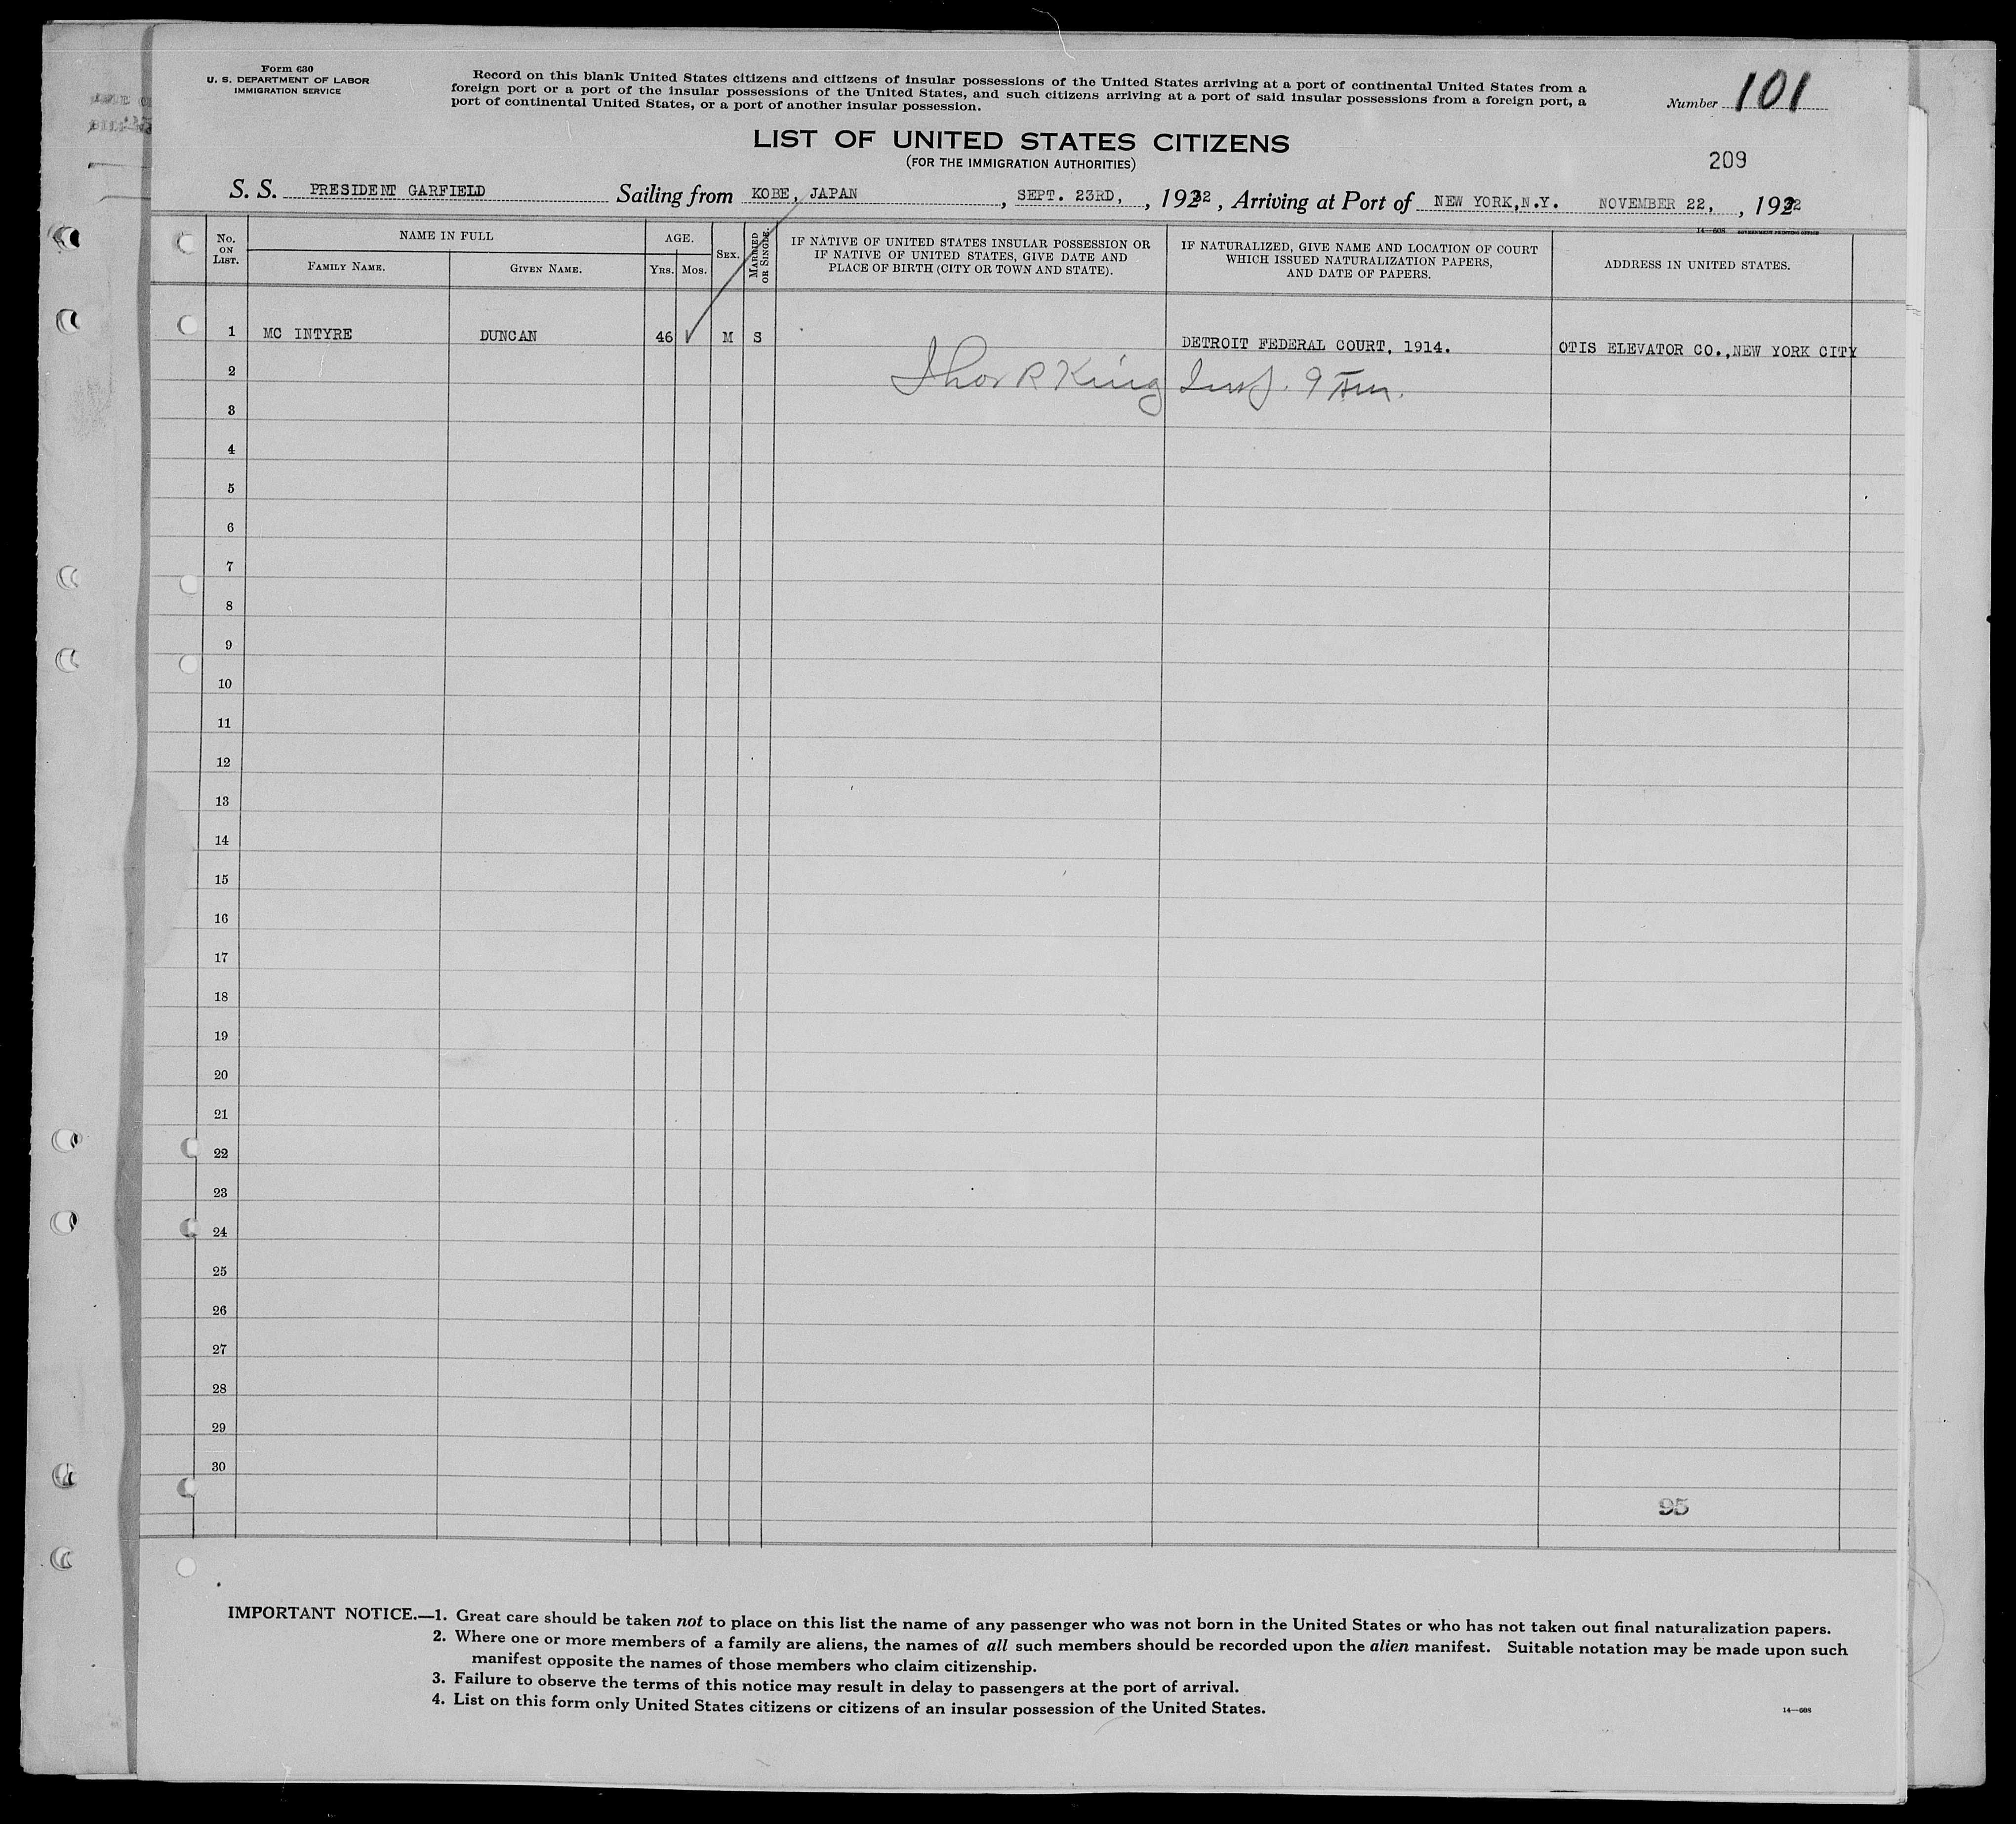 Form 630
U. S. DEPARTMENT OF LABOR
IMMIGRATION SERVICE
Record on this blank United States citizens and citizens of insular possessions of the United States arriving at a port of continental United States from a
foreign port or a port of the insular possessions of the United States, and such citizens arriving at a port of said insular possessions from a foreign port, a
port of continental United States, or a port of another insular possession.
Number 101
LIST OF UNITED STATES CITIZENS
(FOR THE IMMIGRATION AUTHORITIES)
209
S. S. PRESIDENT GARFIELD Sailing from KOBE, JAPAN, SEPT. 23RD, , 1932, Arriving at Port of NEW YORK, N.Y. NOVEMBER 22, , 1932
14—608 GOVERNMENT PRINTING OFFICE
No. ON LIST.
NAME IN FULL
FAMILY NAME.
GIVEN NAME.
AGE.
YRS.
MOS.
SEX.
MARRIED OR SINGLE.
IF NATIVE OF UNITED STATES INSULAR POSSESSION OR
IF NATIVE OF UNITED STATES, GIVE DATE AND
PLACE OF BIRTH (CITY OR TOWN AND STATE).
IF NATURALIZED, GIVE NAME AND LOCATION OF COURT
WHICH ISSUED NATURALIZATION PAPERS,
AND DATE OF PAPERS.
ADDRESS IN UNITED STATES.
1 MC INTYRE DUNCAN 46 M S DETROIT FEDERAL COURT, 1914. OTIS ELEVATOR CO., NEW YORK CITY
2 Thos R King Insp. 9
3
4
5
6
7
8
9
10
11
12
13
14
15
16
17
18
19
20
21
22
23
24
25
26
27
28
29
30
95
IMPORTANT NOTICE.—1. Great care should be taken not to place on this list the name of any passenger who was not born in the United States or who has not taken out final naturalization papers.
2. Where one or more members of a family are aliens, the names of all such members should be recorded upon the alien manifest. Suitable notation may be made upon such
manifest opposite the names of those members who claim citizenship.
3. Failure to observe the terms of this notice may result in delay to passengers at the port of arrival.
4. List on this form only United States citizens or citizens of an insular possession of the United States.
14—608